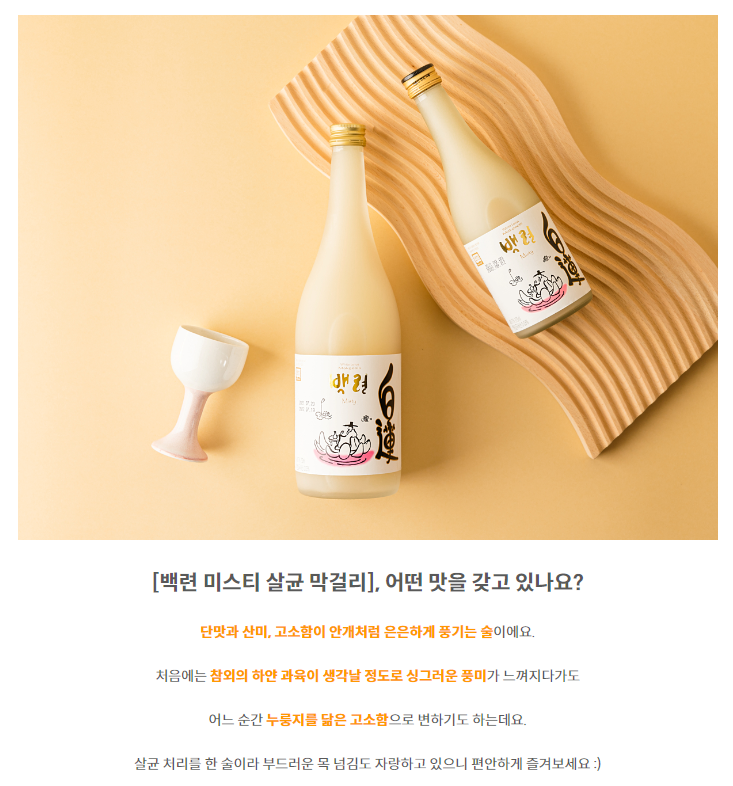 백련
Misty
白蓮
백련
Misty
白蓮
[백련 미스티 살균 막걸리], 어떤 맛을 갖고 있나요?
단맛과 산미, 고소함이 안개처럼 은은하게 풍기는 술이에요.
처음에는 참외의 하얀 과육이 생각날 정도로 싱그러운 풍미가 느껴지다가도
어느 순간 누룽지를 닮은 고소함으로 변하기도 하는데요.
살균 처리를 한 술이라 부드러운 목 넘김도 자랑하고 있으니 편안하게 즐겨보세요 :)